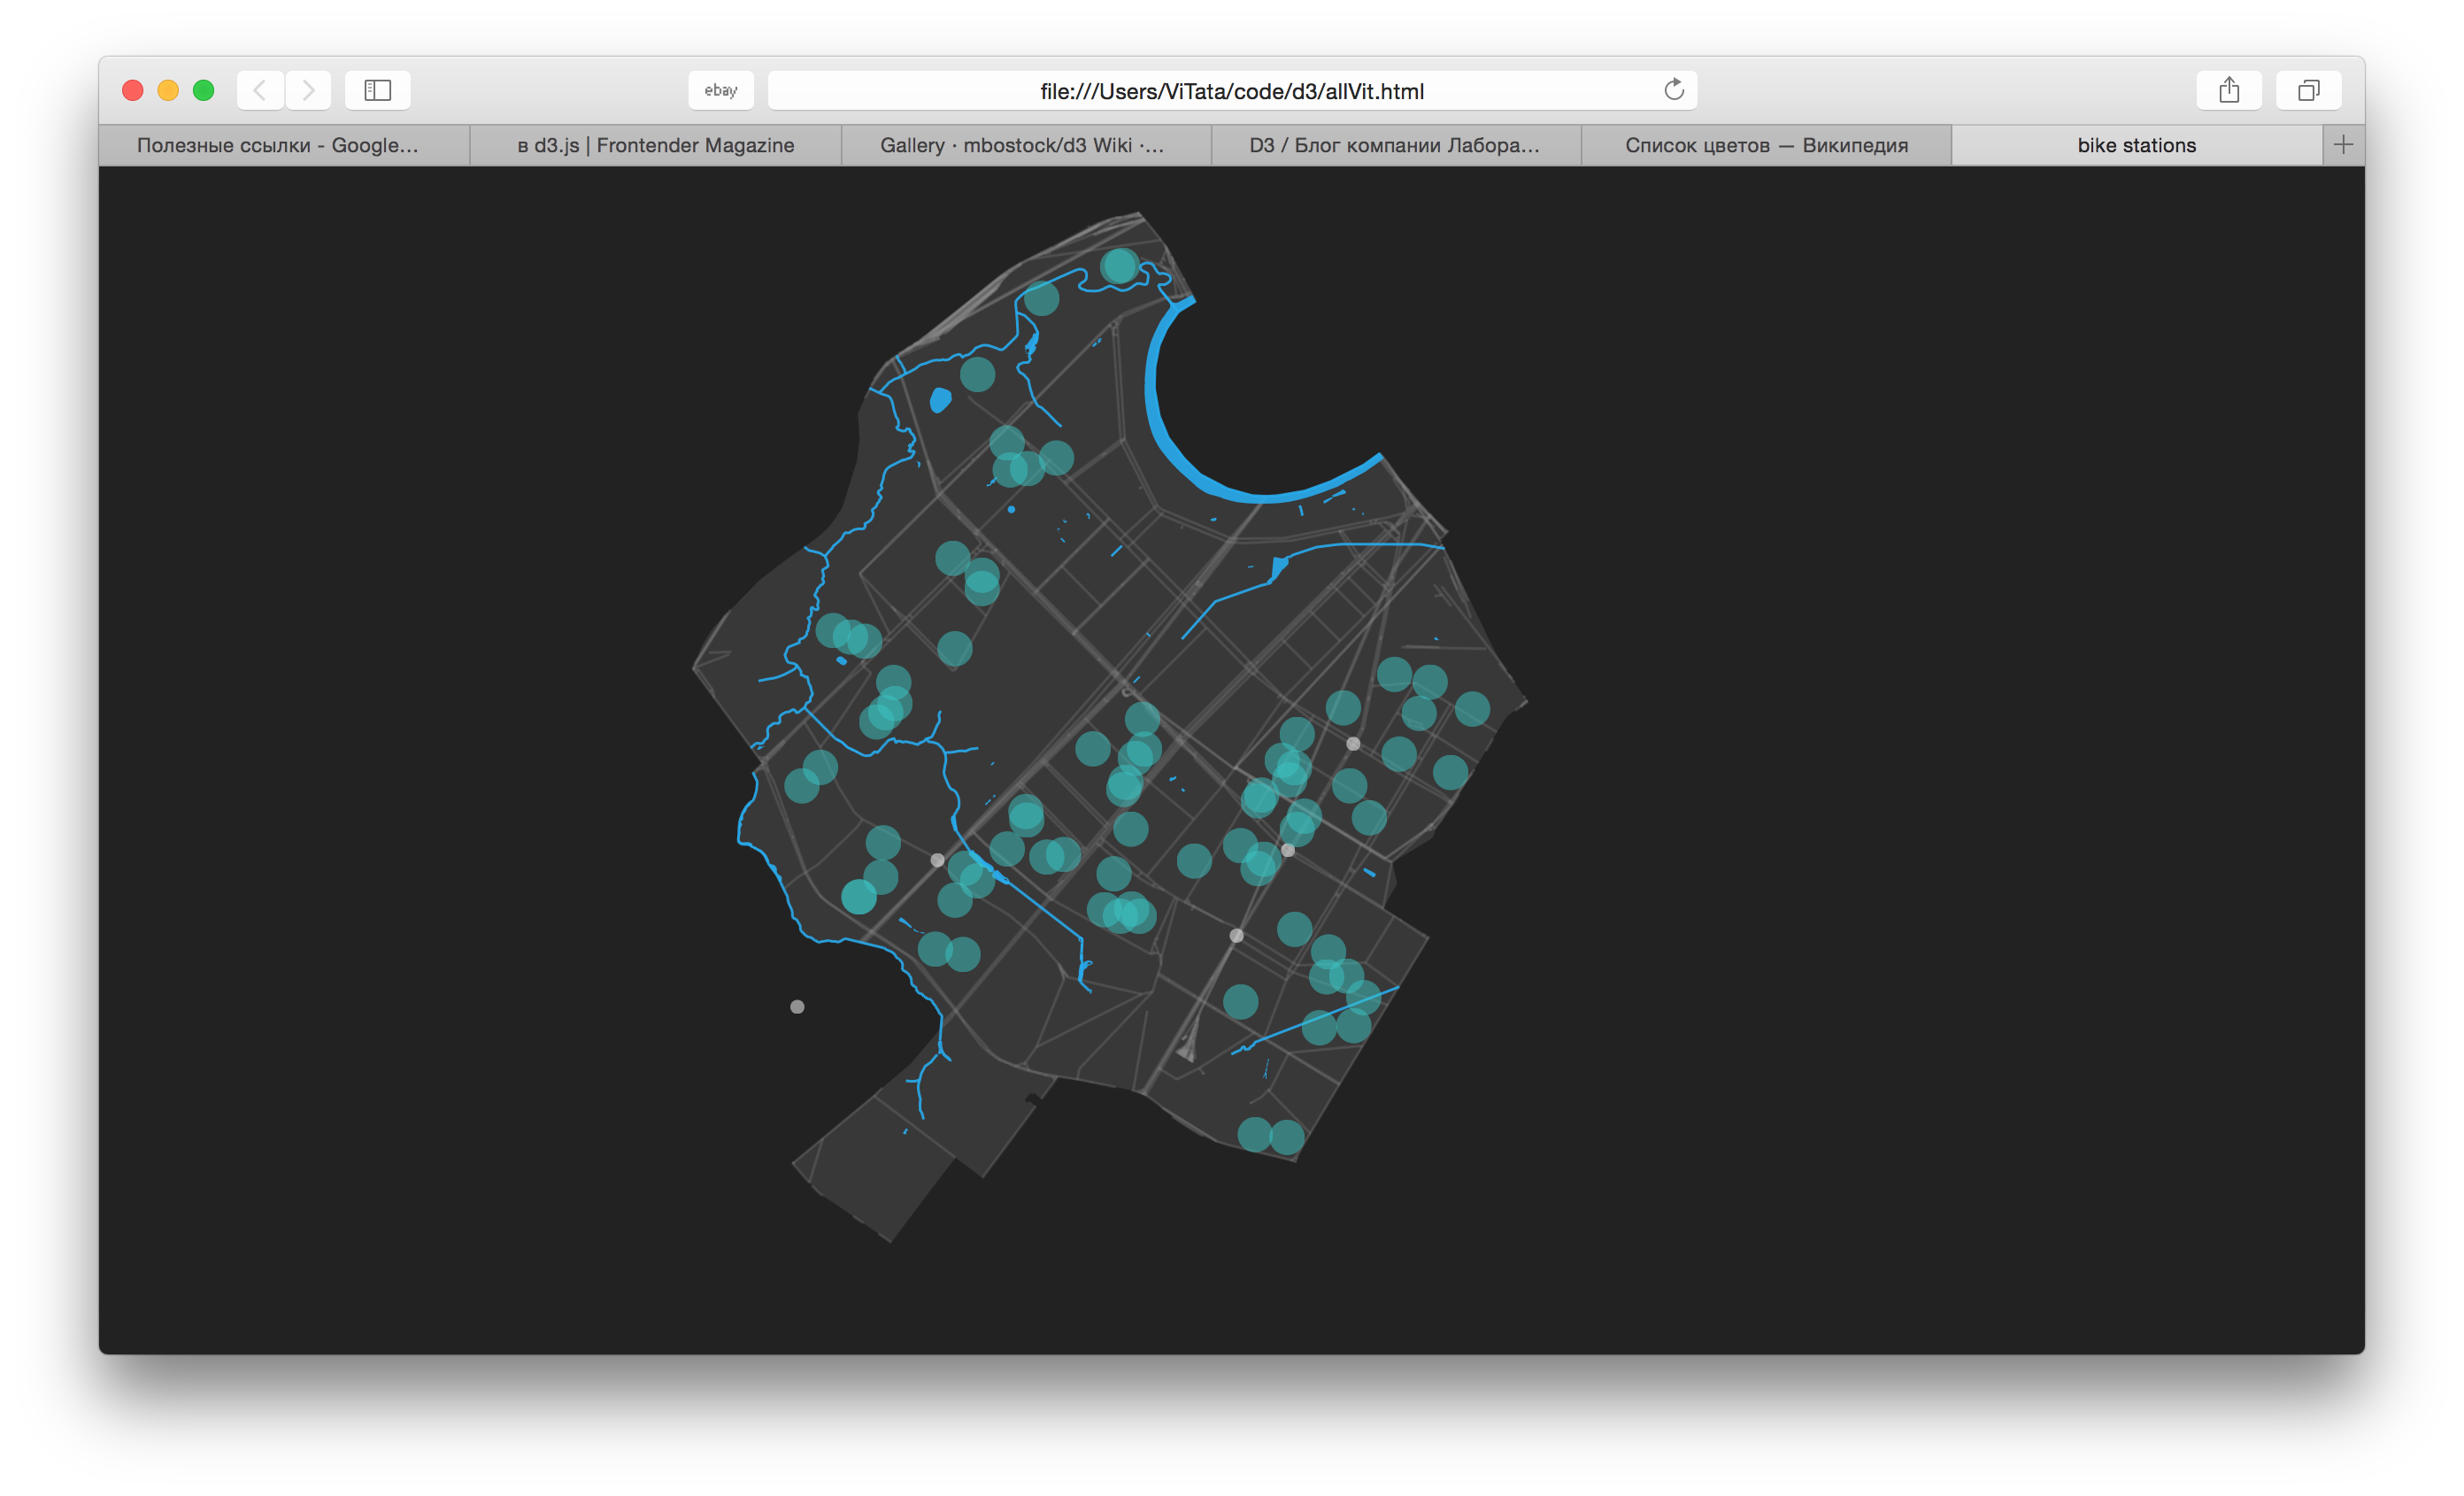 ebay
file:///Users/ViTata/code/d3/allVit.html
Полезные ссылки - Google…
в d3.js | Frontender Magazine
Gallery · mbostock/d3 Wiki ·…
D3 / Блог компании Лабора…
Список цветов — Википедия
bike stations